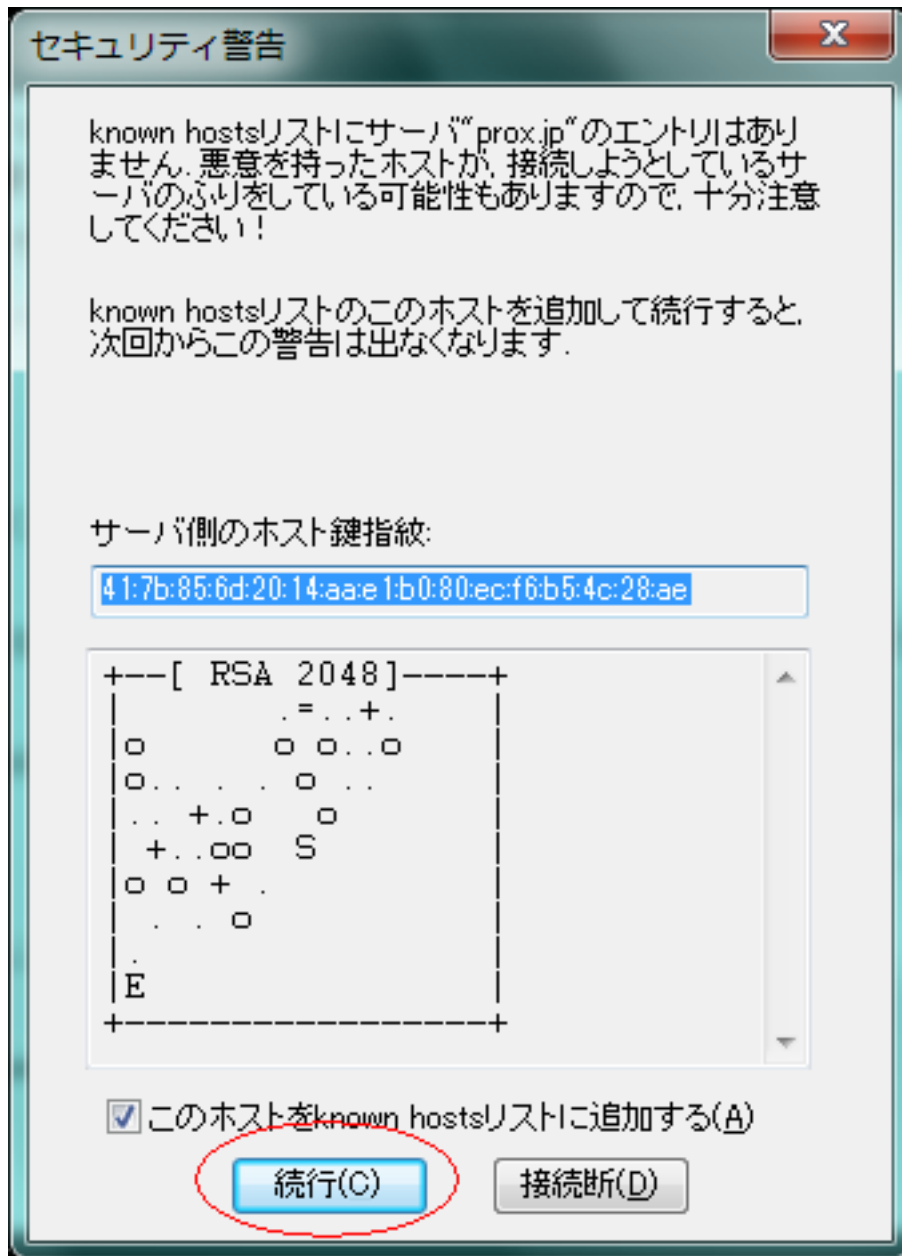 セキュリティ警告
known hostsリストにサーバ"prox.jp"のエントリはあり
ません. 悪意を持ったホストが, 接続しようとしているサ
ーバのふりをしている可能性もありますので, 十分注意
してください!
known hostsリストのこのホストを追加して続行すると,
次回からこの警告は出なくなります.
サーバ側のホスト鍵指紋:
41:7b:85:6d:20:14:aa:e1:b0:80:ec:f6:b5:4c:28:ae
+--[ RSA 2048]----+
|       .=..+.    |
|o      o o..o    |
|o.. . . o ..     |
|.. +.o   o       |
| +..oo  S        |
|o o + .          |
| . . o           |
|.                |
|E                |
+-----------------+
このホストをknown hostsリストに追加する(A)
続行(C) 接続断(D)